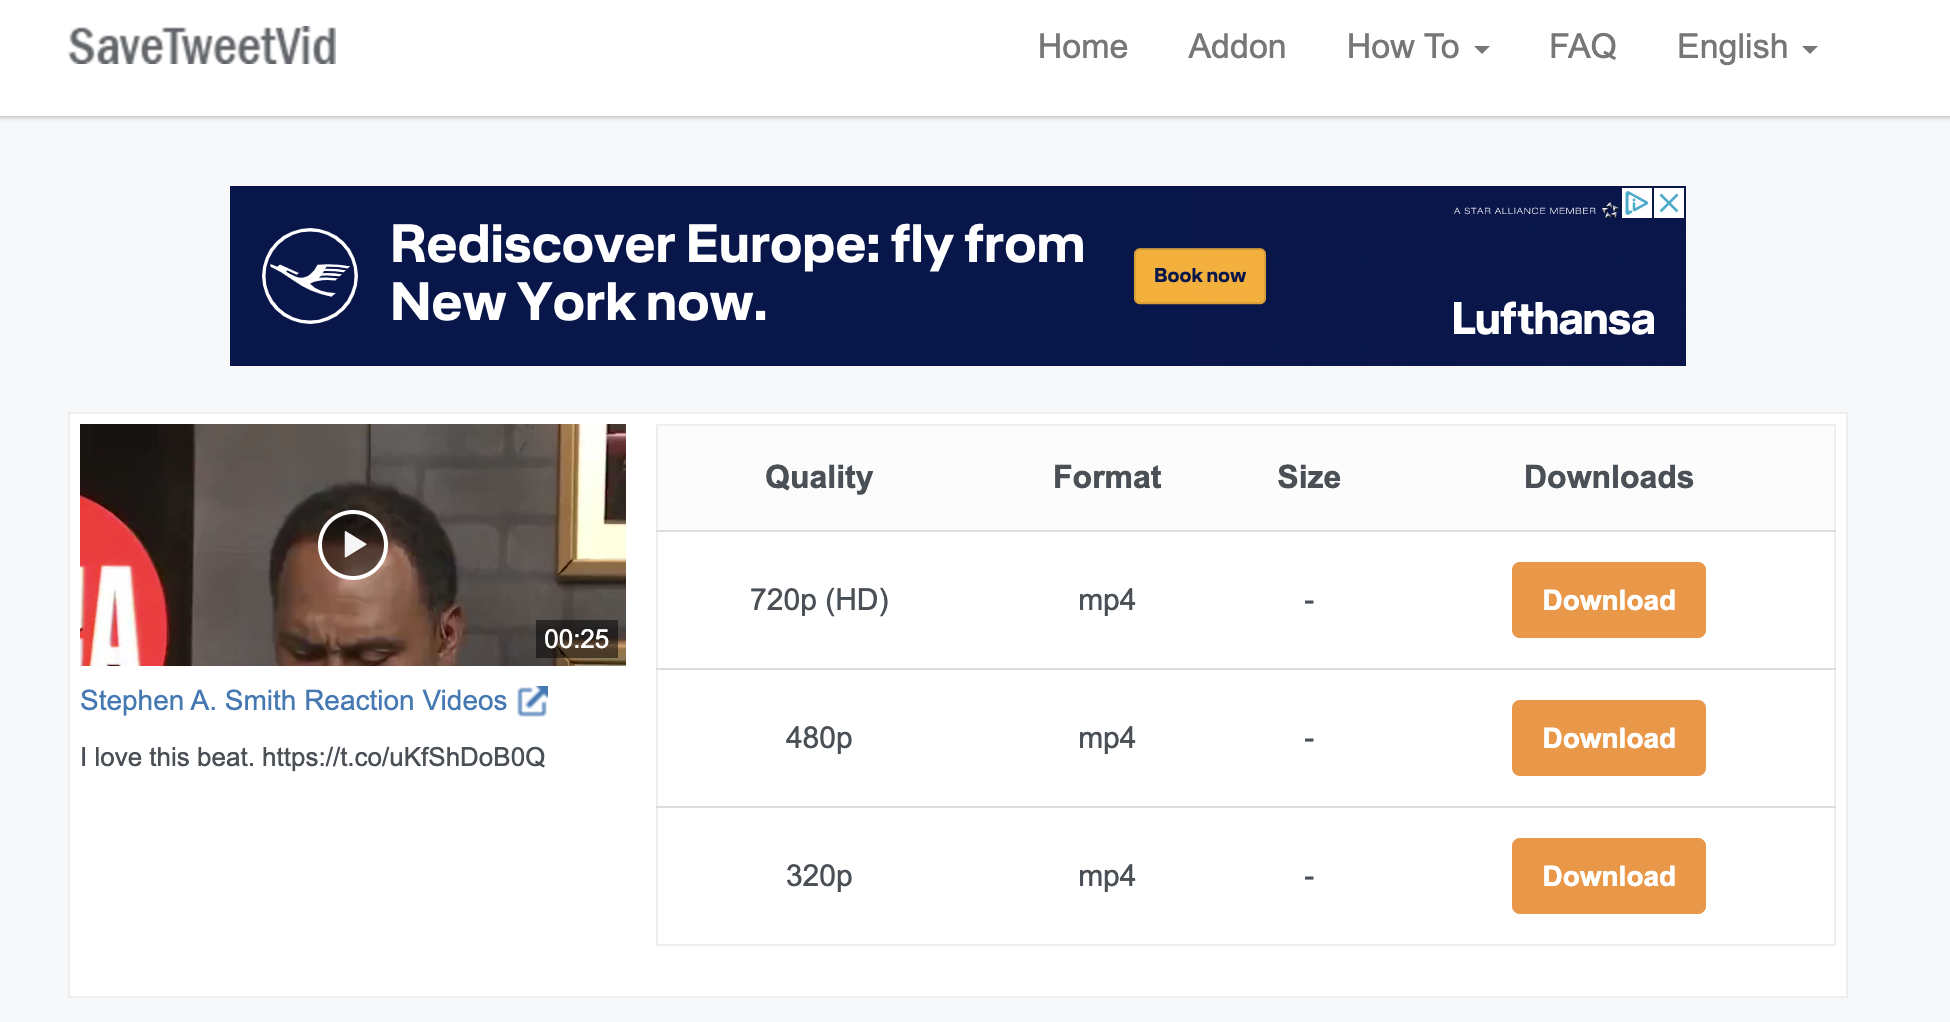 SaveTweetVid
Home Addon How To FAQ English
A STAR ALLIANCE MEMBER
Rediscover Europe: fly from
New York now.
Book now
Lufthansa
A
00:25
Stephen A. Smith Reaction Videos
I love this beat. https://t.co/uKfShDoB0Q
Quality Format Size Downloads
720p (HD) mp4 - Download
480p mp4 - Download
320p mp4 - Download